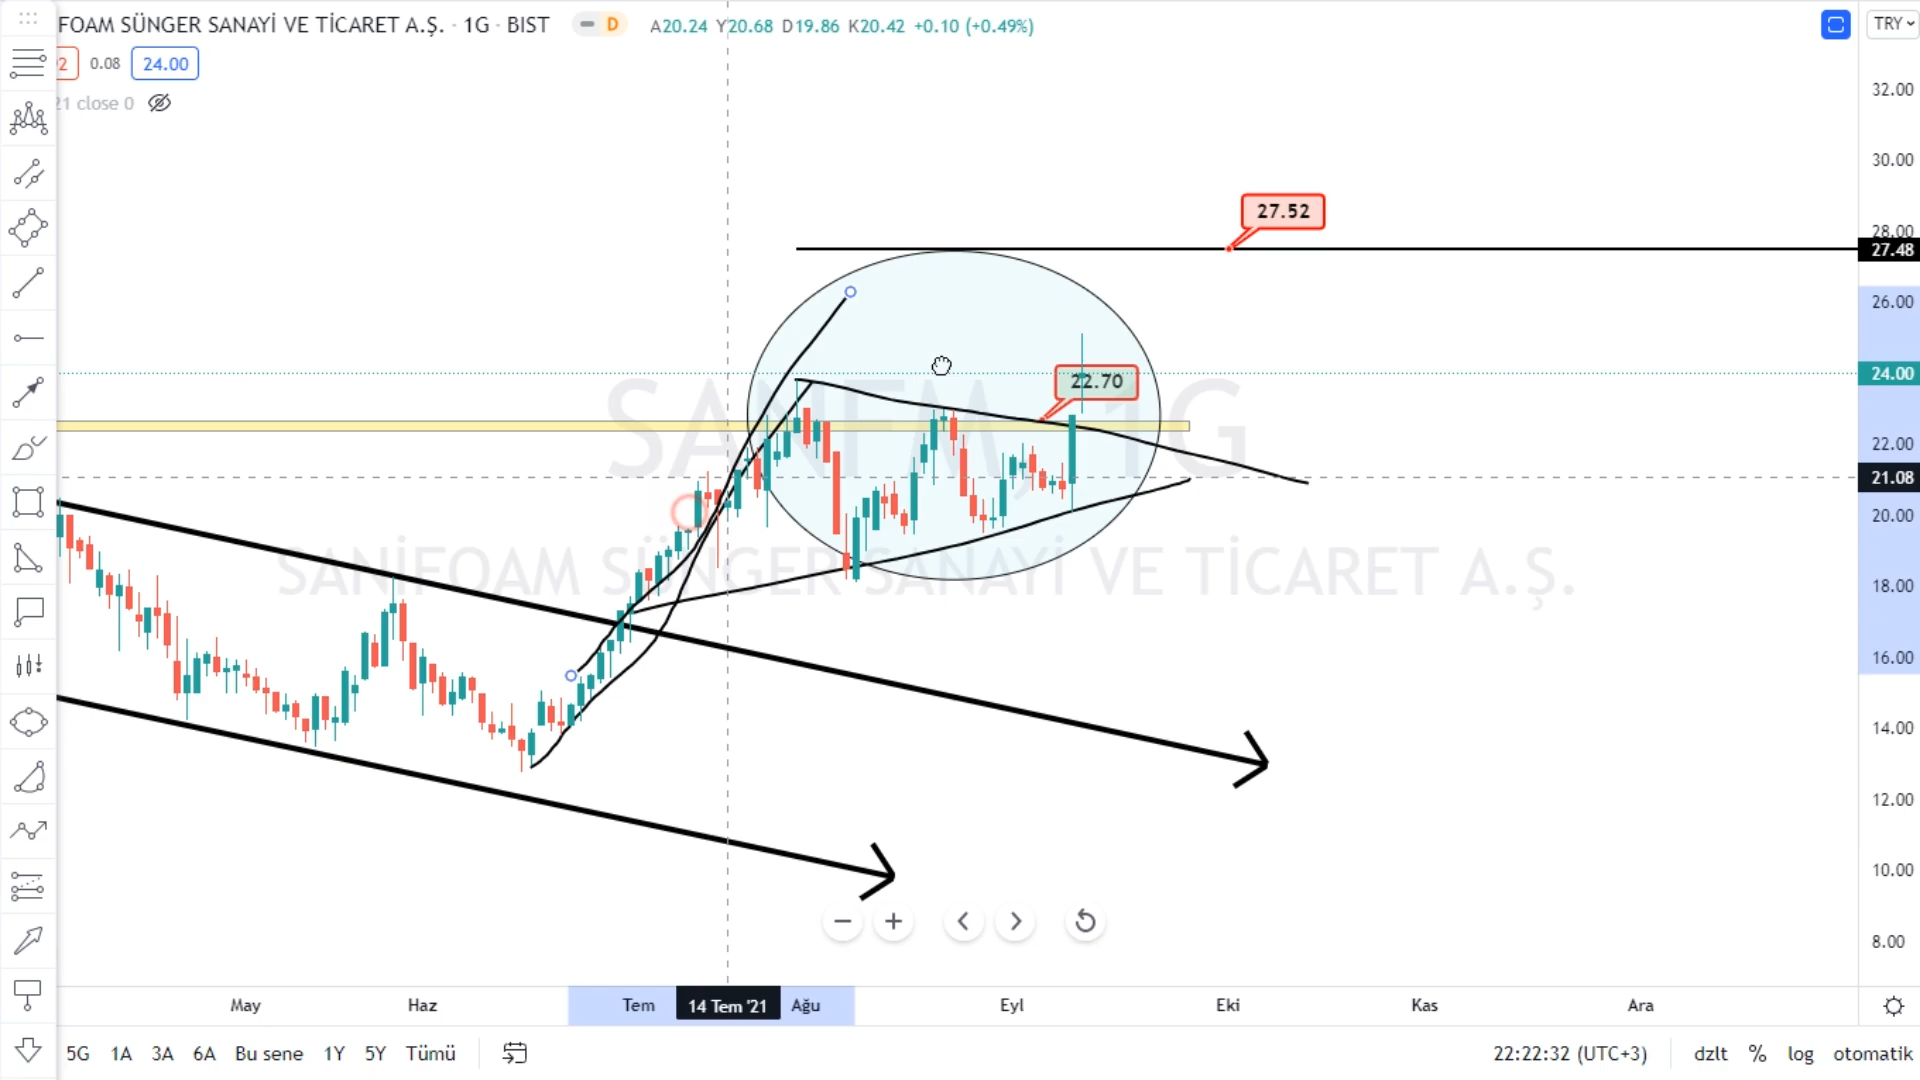 FOAM SÜNGER SANAYİ VE TİCARET A.Ş. · 1G · BIST D A20.24 Y20.68 D19.86 K20.42 +0.10 (+0.49%) TRY
2 0.08 24.00
21 close 0
32.00
30.00
28.00
27.52
27.48
26.00
24.00
22.70
22.00
21.08
20.00
18.00
16.00
14.00
12.00
10.00
8.00
SANFM, 1G
SANİFOAM SÜNGER SANAYİ VE TİCARET A.Ş.
May Haz Tem 14 Tem '21 Ağu Eyl Eki Kas Ara
5G 1A 3A 6A Bu sene 1Y 5Y Tümü 22:22:32 (UTC+3) dzlt % log otomatik